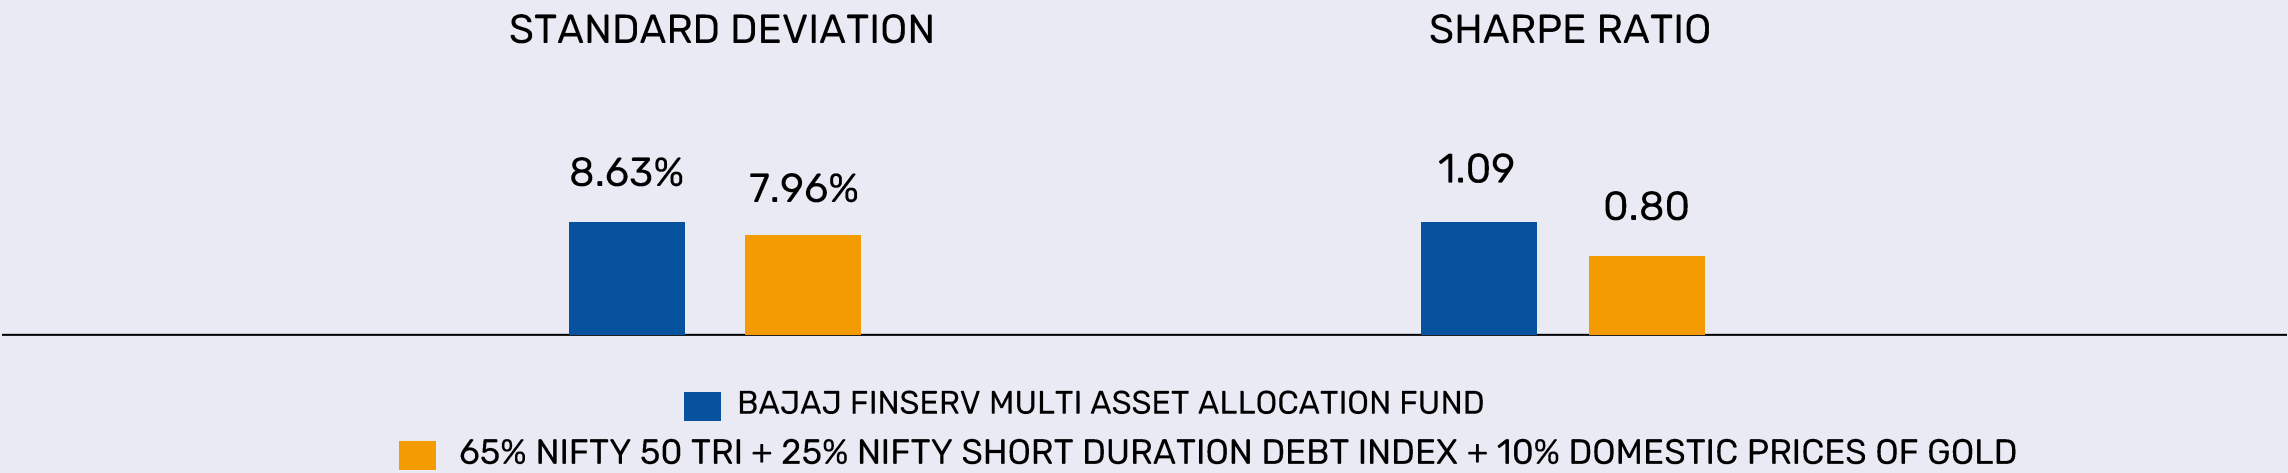 STANDARD DEVIATION
SHARPE RATIO
8.63%
7.96%
1.09
0.80
BAJAJ FINSERV MULTI ASSET ALLOCATION FUND
65% NIFTY 50 TRI + 25% NIFTY SHORT DURATION DEBT INDEX + 10% DOMESTIC PRICES OF GOLD